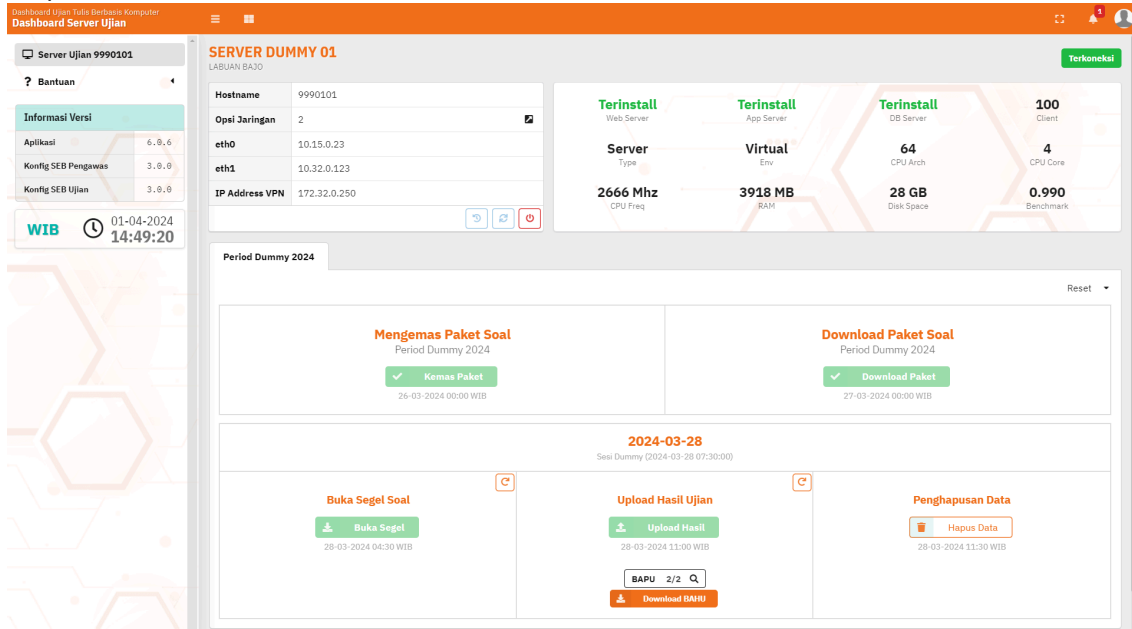 Dashboard Ujian Tulis Berbasis Komputer
Dashboard Server Ujian
1
Server Ujian 9990101
? Bantuan
Informasi Versi
Aplikasi 6.0.6
Konfig SEB Pengawas 3.0.0
Konfig SEB Ujian 3.0.0
WIB 01-04-2024
14:49:20
SERVER DUMMY 01
LABUAN BAJO
Terkoneksi
Hostname 9990101
Opsi Jaringan 2
eth0 10.15.0.23
eth1 10.32.0.123
IP Address VPN 172.32.0.250
Terinstall Terinstall Terinstall 100
Web Server App Server DB Server Client
Server Virtual 64 4
Type Env CPU Arch CPU Core
2666 Mhz 3918 MB 28 GB 0.990
CPU Freq RAM Disk Space Benchmark
Period Dummy 2024
Reset
Mengemas Paket Soal
Period Dummy 2024
Kemas Paket
26-03-2024 00:00 WIB
Download Paket Soal
Period Dummy 2024
Download Paket
27-03-2024 00:00 WIB
2024-03-28
Sesi Dummy (2024-03-28 07:30:00)
Buka Segel Soal
Buka Segel
28-03-2024 04:30 WIB
Upload Hasil Ujian
Upload Hasil
28-03-2024 11:00 WIB
BAPU 2/2
Download BAHU
Penghapusan Data
Hapus Data
28-03-2024 11:30 WIB